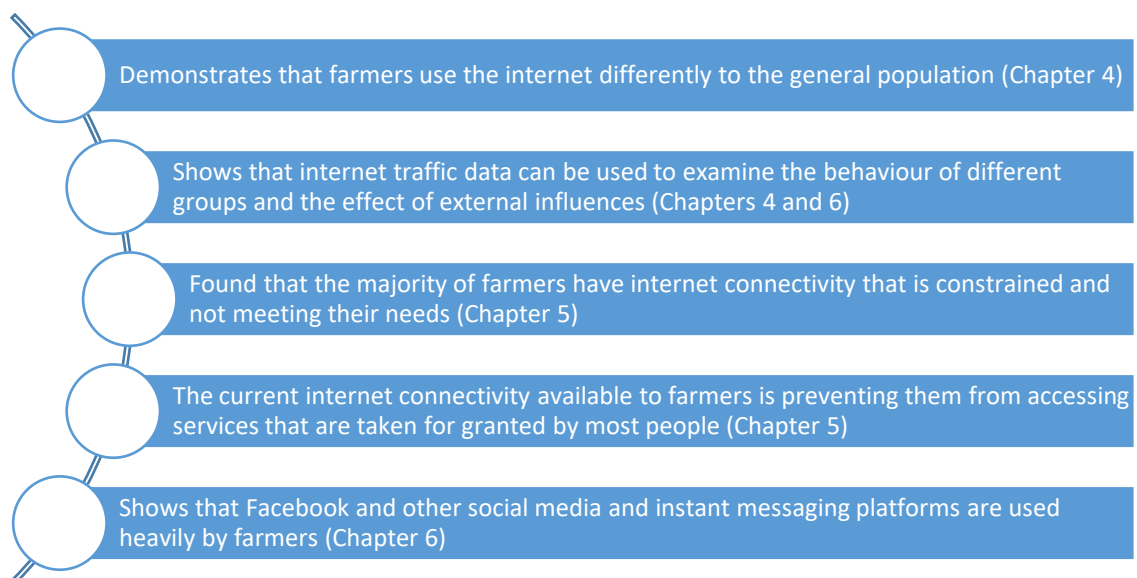 Demonstrates that farmers use the internet differently to the general population (Chapter 4)
Shows that internet traffic data can be used to examine the behaviour of different
groups and the effect of external influences (Chapters 4 and 6)
Found that the majority of farmers have internet connectivity that is constrained and
not meeting their needs (Chapter 5)
The current internet connectivity available to farmers is preventing them from accessing
services that are taken for granted by most people (Chapter 5)
Shows that Facebook and other social media and instant messaging platforms are used
heavily by farmers (Chapter 6)